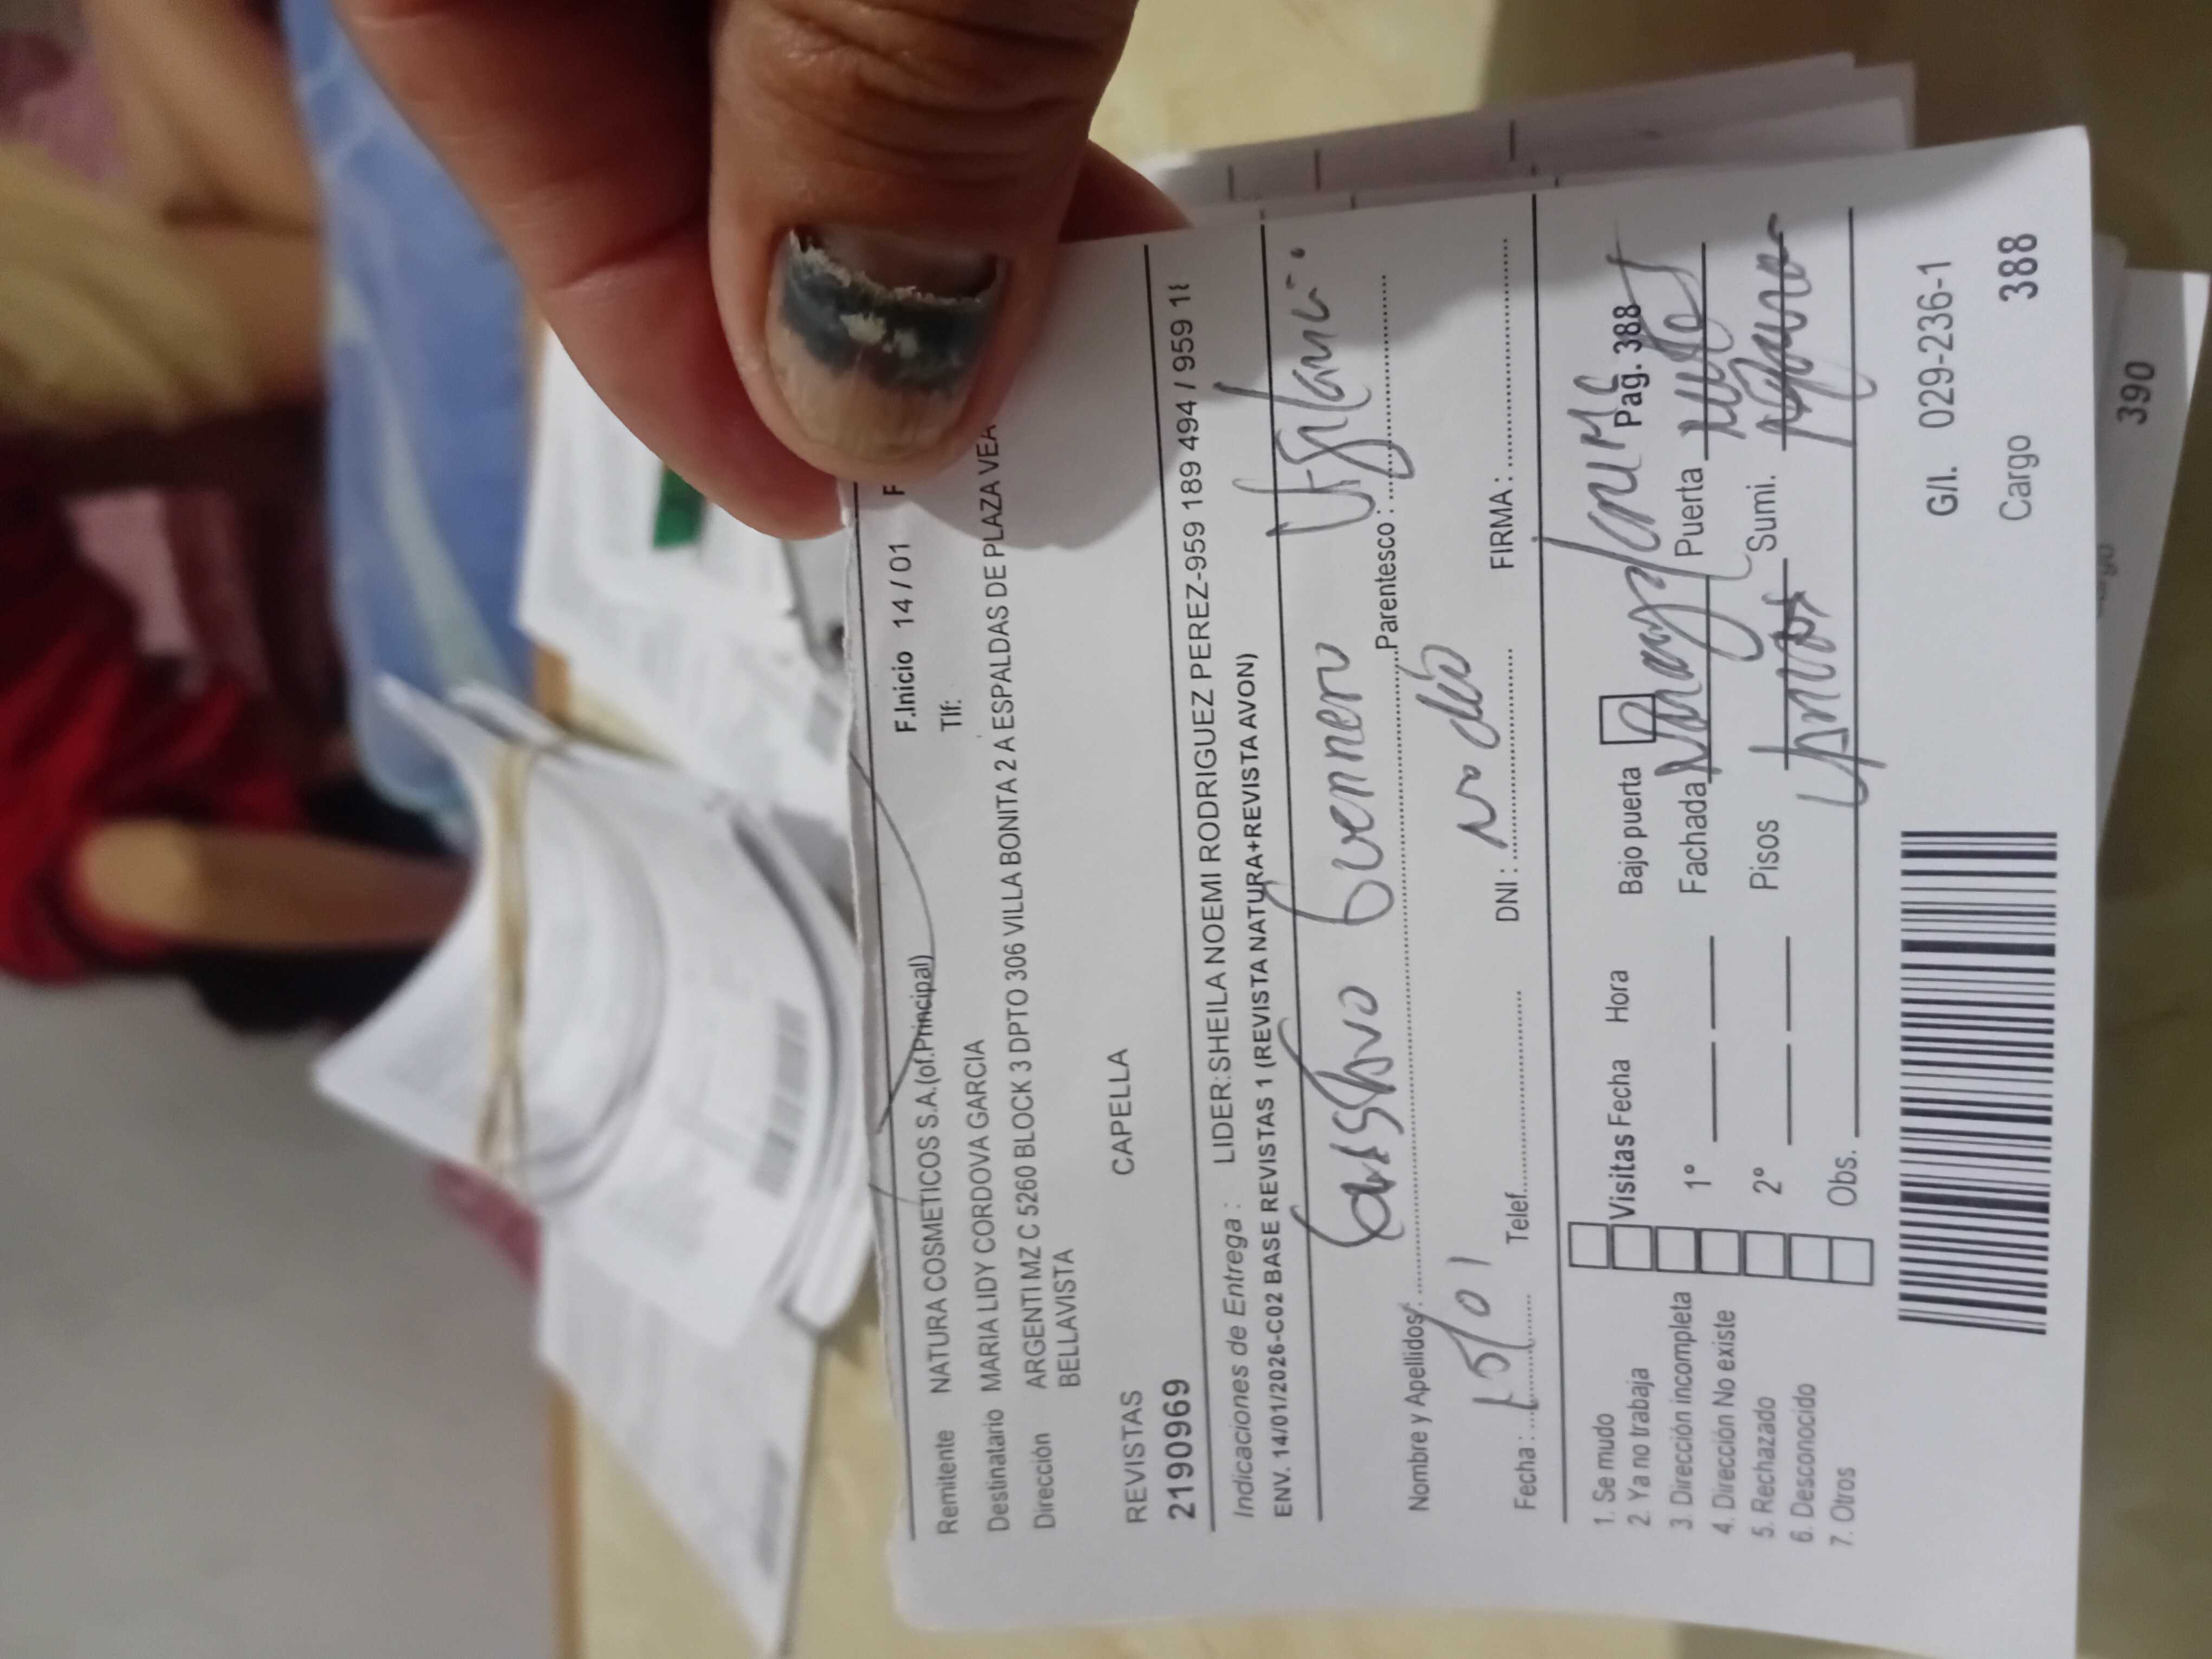 F.Inicio 14 / 01 F
Remitente NATURA COSMETICOS S.A.(of.Principal) Tlf:
Destinatario MARIA LIDY CORDOVA GARCIA
Dirección ARGENTI MZ C 5260 BLOCK 3 DPTO 306 VILLA BONITA 2 A ESPALDAS DE PLAZA VEA
BELLAVISTA
REVISTAS CAPELLA
2190969
Indicaciones de Entrega : LIDER:SHEILA NOEMI RODRIGUEZ PEREZ-959 189 494 / 959 18
ENV. 14/01/2026-C02 BASE REVISTAS 1 (REVISTA NATURA+REVISTA AVON)
Guerrero
Nombre y Apellidos: Parentesco :
Fecha : 15/01 Telef. DNI : no dio FIRMA :
1. Se mudo
2. Ya no trabaja
3. Dirección incompleta
4. Dirección No existe
5. Rechazado
6. Desconocido
7. Otros
Visitas Fecha Hora Bajo puerta Pag. 388
1° Fachada Puerta
2° Pisos Sumi.
Obs.
G/I. 029-236-1
Cargo 388
390